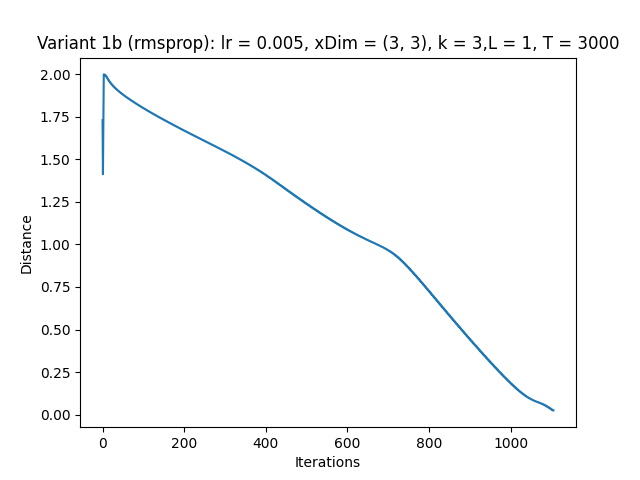 Variant 1b (rmsprop): lr = 0.005, xDim = (3, 3), k = 3,L = 1, T = 3000
2.00
1.75
1.50
1.25
1.00
0.75
0.50
0.25
0.00
Distance
0 200 400 600 800 1000
Iterations